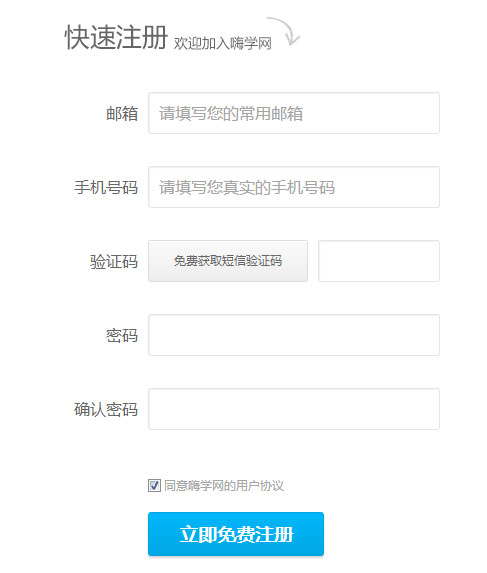 快速注册 欢迎加入嗨学网
邮箱 请填写您的常用邮箱
手机号码 请填写您真实的手机号码
验证码 免费获取短信验证码
密码
确认密码
同意嗨学网的用户协议
立即免费注册